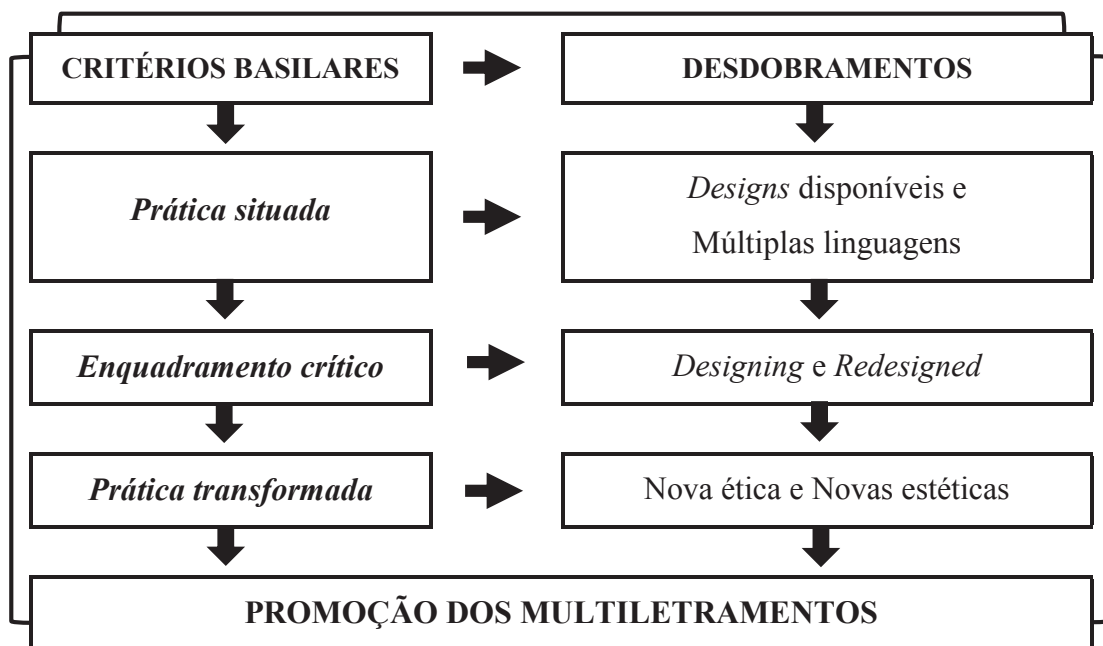 CRITÉRIOS BASILARES
DESDOBRAMENTOS
Prática situada
Designs disponíveis e
Múltiplas linguagens
Enquadramento crítico
Designing e Redesigned
Prática transformada
Nova ética e Novas estéticas
PROMOÇÃO DOS MULTILETRAMENTOS